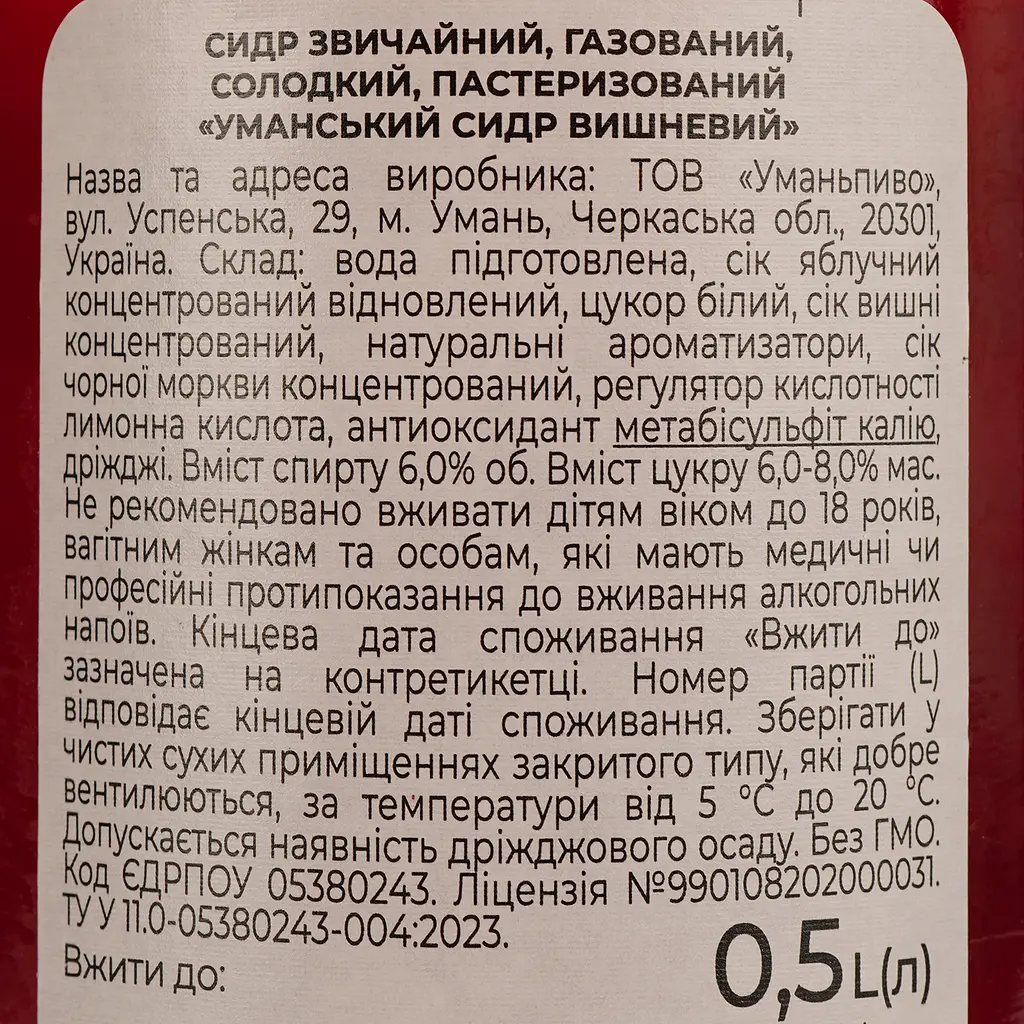 СИДР ЗВИЧАЙНИЙ, ГАЗОВАНИЙ,
СОЛОДКИЙ, ПАСТЕРИЗОВАНИЙ
«УМАНСЬКИЙ СИДР ВИШНЕВИЙ»
Назва та адреса виробника: ТОВ «Уманьпиво»,
вул. Успенська, 29, м. Умань, Черкаська обл., 20301,
Україна. Склад: вода підготовлена, сік яблучний
концентрований відновлений, цукор білий, сік вишні
концентрований, натуральні ароматизатори, сік
чорної моркви концентрований, регулятор кислотності
лимонна кислота, антиоксидант метабісульфіт калію,
дріжджі. Вміст спирту 6,0% об. Вміст цукру 6,0-8,0% мас.
Не рекомендовано вживати дітям віком до 18 років,
вагітним жінкам та особам, які мають медичні чи
професійні протипоказання до вживання алкогольних
напоїв. Кінцева дата споживання «Вжити до»
зазначена на контретикетці. Номер партії (L)
відповідає кінцевій даті споживання. Зберігати у
чистих сухих приміщеннях закритого типу, які добре
вентилюються, за температури від 5 °С до 20 °С.
Допускається наявність дріжджового осаду. Без ГМО.
Код ЄДРПОУ 05380243. Ліцензія №990108202000031.
ТУ У 11.0-05380243-004:2023.
Вжити до:
0,5 L(л)